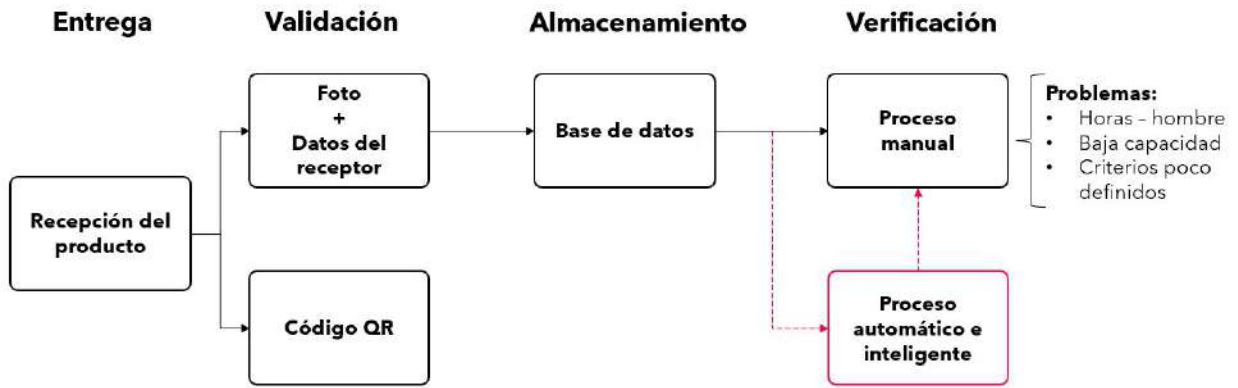 Entrega
Validación
Almacenamiento
Verificación
Recepción del
producto
Foto
+
Datos del
receptor
Código QR
Base de datos
Proceso
manual
Proceso
automático e
inteligente
Problemas:
• Horas – hombre
• Baja capacidad
• Criterios poco
definidos